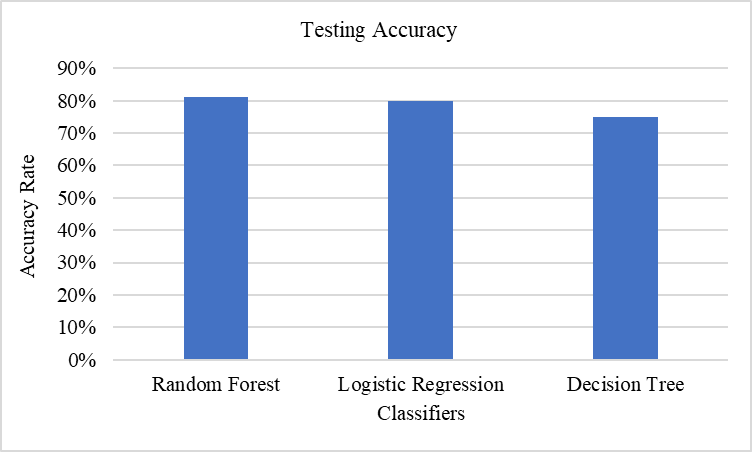 Testing Accuracy
90%
80%
70%
60%
50%
40%
30%
20%
10%
0%
Accuracy Rate
Random Forest
Logistic Regression
Decision Tree
Classifiers